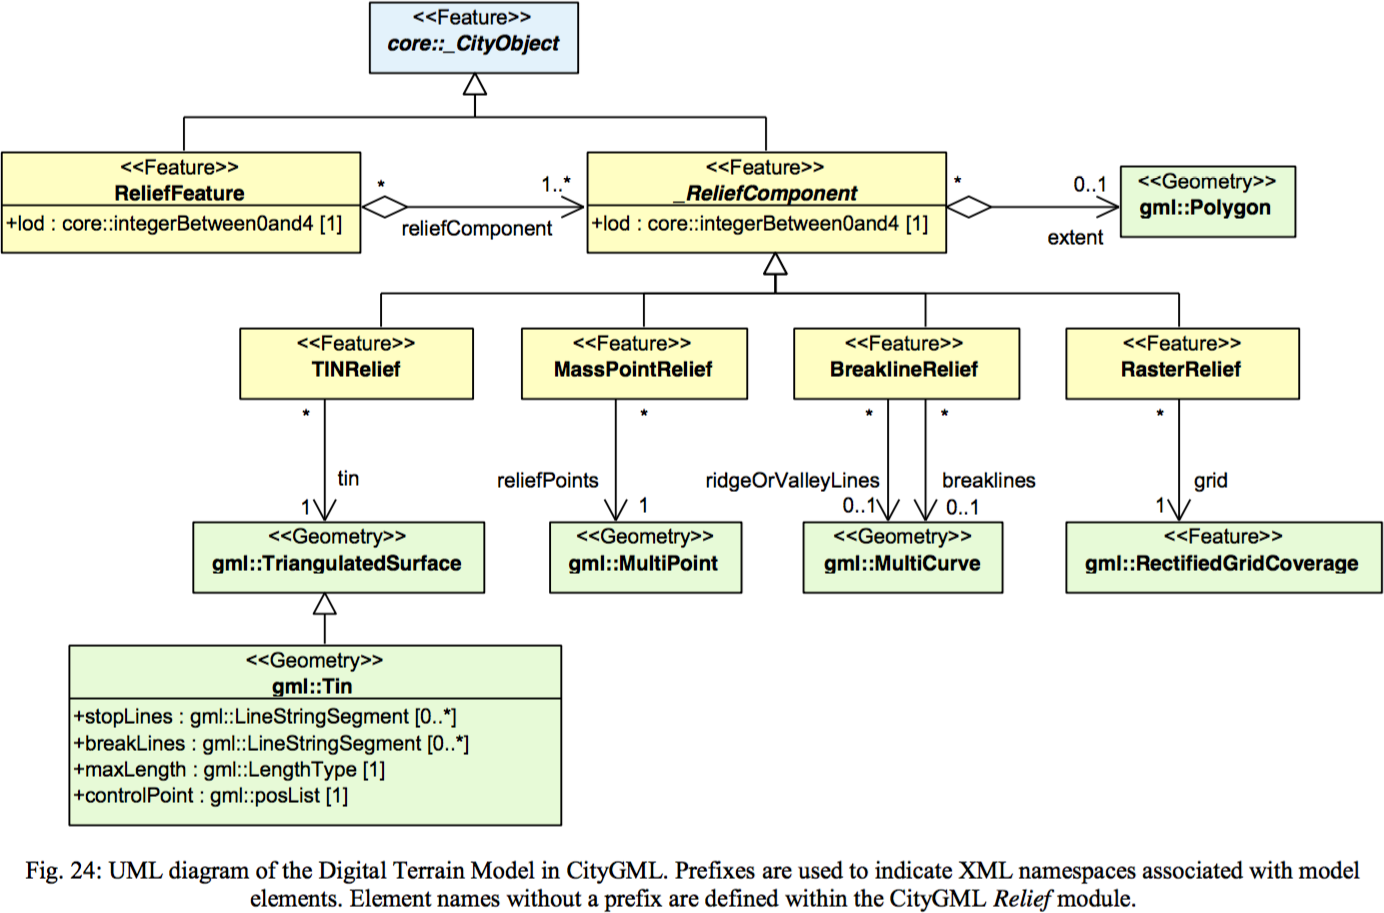 <<Feature>>
core::_CityObject
<<Feature>>
ReliefFeature
+lod : core::integerBetween0and4 [1]
*
1..*
reliefComponent
<<Feature>>
_ReliefComponent
+lod : core::integerBetween0and4 [1]
*
0..1
extent
<<Geometry>>
gml::Polygon
<<Feature>>
TINRelief
<<Feature>>
MassPointRelief
<<Feature>>
BreaklineRelief
<<Feature>>
RasterRelief
*
tin
1
*
reliefPoints
1
*
ridgeOrValleyLines
0..1
*
breaklines
0..1
*
grid
1
<<Geometry>>
gml::TriangulatedSurface
<<Geometry>>
gml::MultiPoint
<<Geometry>>
gml::MultiCurve
<<Feature>>
gml::RectifiedGridCoverage
<<Geometry>>
gml::Tin
+stopLines : gml::LineStringSegment [0..*]
+breakLines : gml::LineStringSegment [0..*]
+maxLength : gml::LengthType [1]
+controlPoint : gml::posList [1]
Fig. 24: UML diagram of the Digital Terrain Model in CityGML. Prefixes are used to indicate XML namespaces associated with model
elements. Element names without a prefix are defined within the CityGML Relief module.